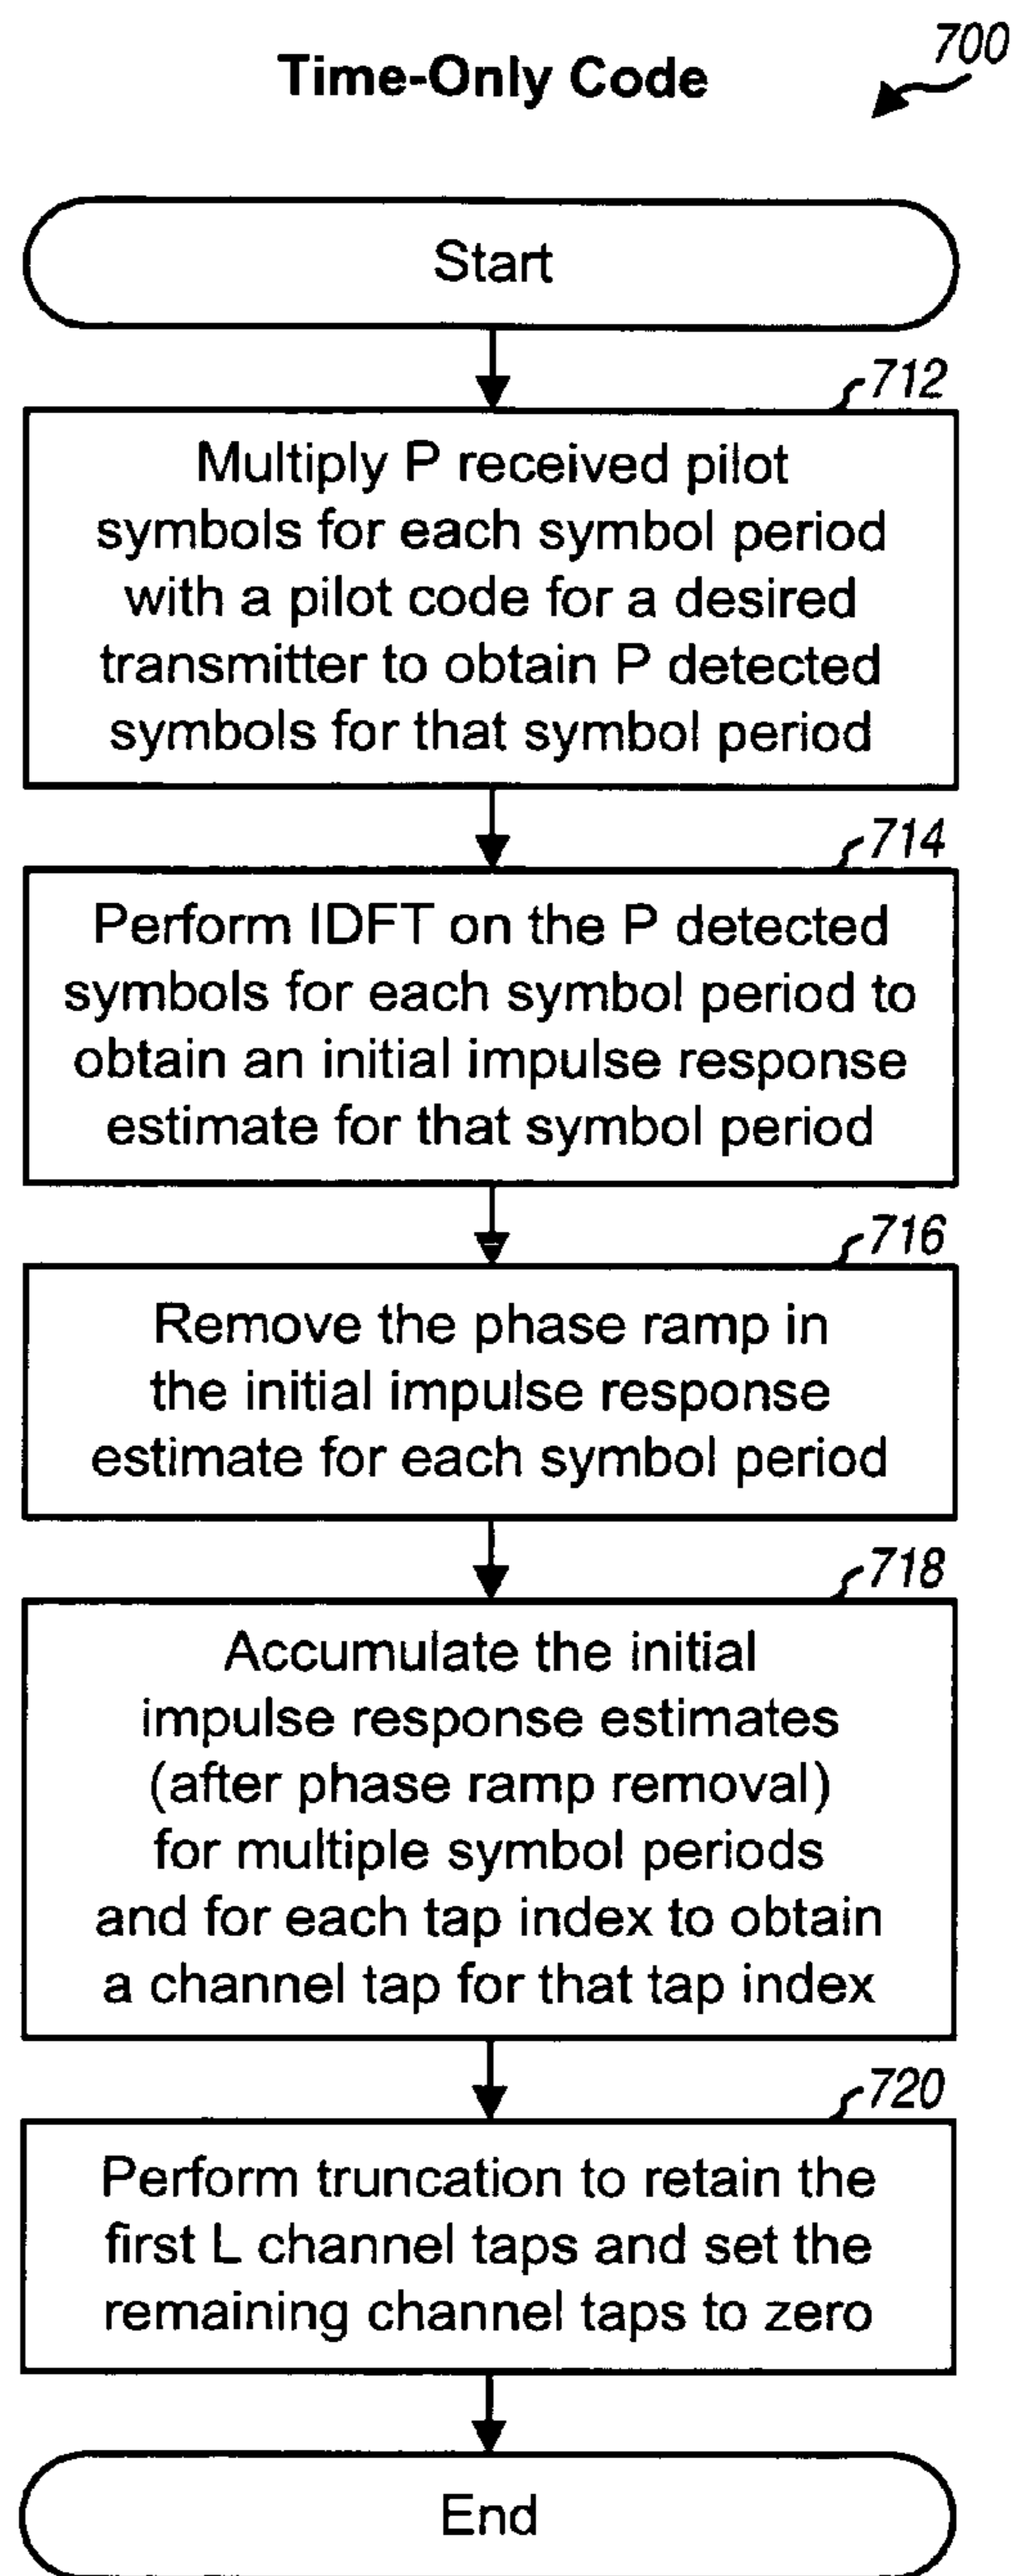 Time-Only Code
700
Start
712
Multiply P received pilot
symbols for each symbol period
with a pilot code for a desired
transmitter to obtain P detected
symbols for that symbol period
714
Perform IDFT on the P detected
symbols for each symbol period to
obtain an initial impulse response
estimate for that symbol period
716
Remove the phase ramp in
the initial impulse response
estimate for each symbol period
718
Accumulate the initial
impulse response estimates
(after phase ramp removal)
for multiple symbol periods
and for each tap index to obtain
a channel tap for that tap index
720
Perform truncation to retain the
first L channel taps and set the
remaining channel taps to zero
End